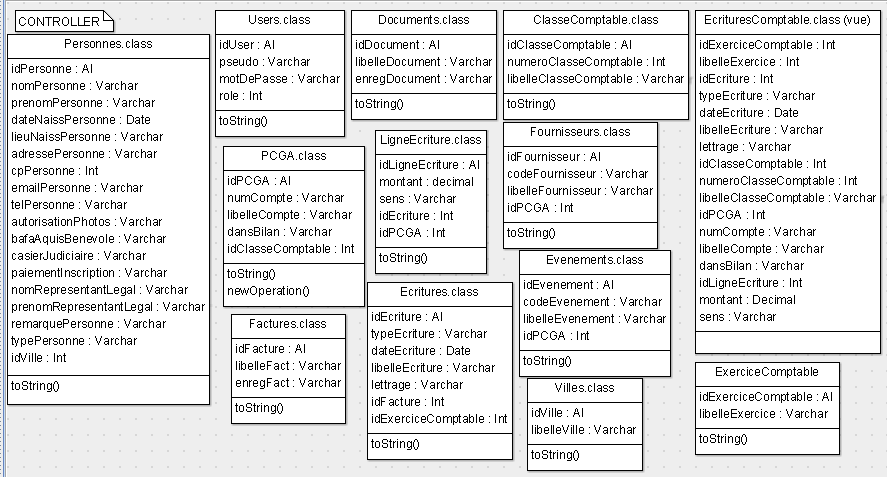 CONTROLLER
Personnes.class
idPersonne : AI
nomPersonne : Varchar
prenomPersonne : Varchar
dateNaissPersonne : Date
lieuNaissPersonne : Varchar
adressePersonne : Varchar
cpPersonne : Int
emailPersonne : Varchar
telPersonne : Varchar
autorisationPhotos : Varchar
bafaAquisBenevole : Varchar
casierJudiciaire : Varchar
paiementInscription : Varchar
nomRepresentantLegal : Varchar
prenomRepresentantLegal : Varchar
remarquePersonne : Varchar
typePersonne : Varchar
idVille : Int
toString()
Users.class
idUser : AI
pseudo : Varchar
motDePasse : Varchar
role : Int
toString()
PCGA.class
idPCGA : AI
numCompte : Varchar
libelleCompte : Varchar
dansBilan : Varchar
idClasseComptable : Int
toString()
newOperation()
Factures.class
idFacture : AI
libelleFact : Varchar
enregFact : Varchar
toString()
Documents.class
idDocument : AI
libelleDocument : Varchar
enregDocument : Varchar
toString()
LigneEcriture.class
idLigneEcriture : AI
montant : decimal
sens : Varchar
idEcriture : Int
idPCGA : Int
toString()
Ecritures.class
idEcriture : AI
typeEcriture : Varchar
dateEcriture : Date
libelleEcriture : Varchar
lettrage : Varchar
idFacture : Int
idExerciceComptable : Int
toString()
ClasseComptable.class
idClasseComptable : AI
numeroClasseComptable : Int
libelleClasseComptable : Varchar
toString()
Fournisseurs.class
idFournisseur : AI
codeFournisseur : Varchar
libelleFournisseur : Varchar
idPCGA : Int
toString()
Evenements.class
idEvenement : AI
codeEvenement : Varchar
libelleEvenement : Varchar
idPCGA : Int
toString()
Villes.class
idVille : AI
libelleVille : Varchar
toString()
EcrituresComptable.class (vue)
idExerciceComptable : Int
libelleExercice : Int
idEcriture : Int
typeEcriture : Varchar
dateEcriture : Date
libelleEcriture : Varchar
lettrage : Varchar
idClasseComptable : Int
numeroClasseComptable : Int
libelleClasseComptable : Varchar
idPCGA : Int
numCompte : Varchar
libelleCompte : Varchar
dansBilan : Varchar
idLigneEcriture : Int
montant : Decimal
sens : Varchar
ExerciceComptable
idExerciceComptable : AI
libelleExercice : Varchar
toString()